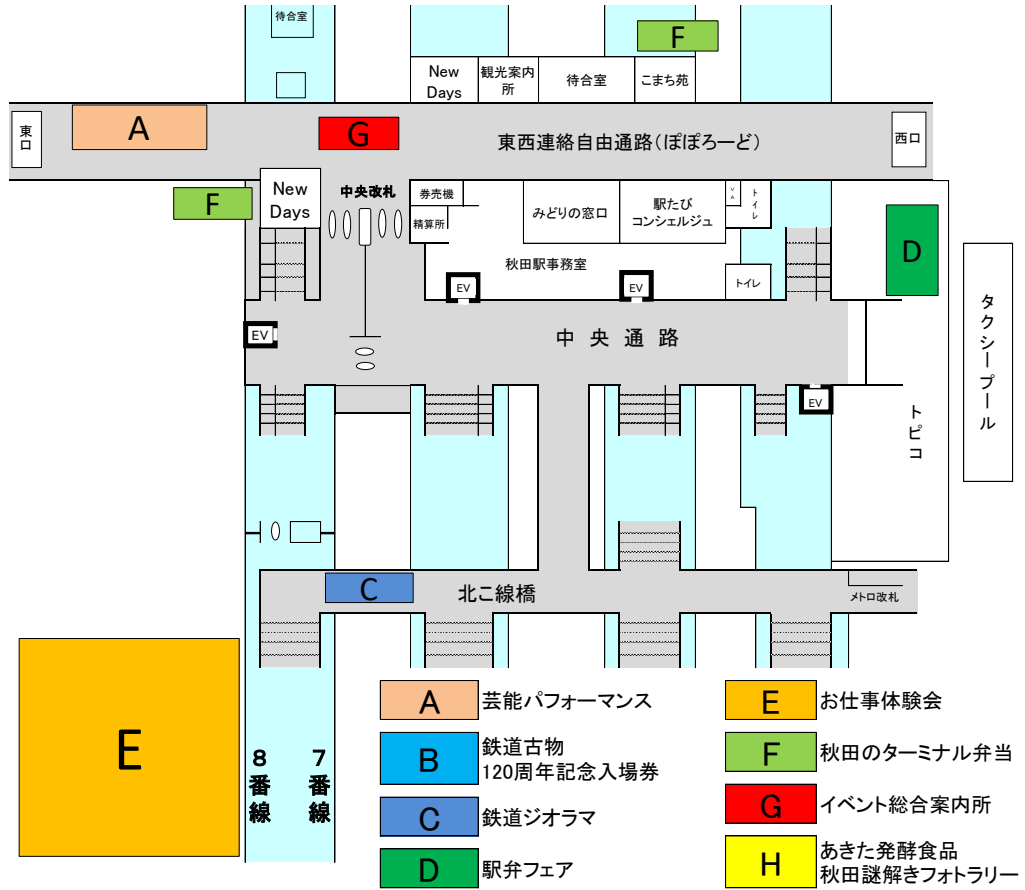 待合室
F
New
Days
観光案内
所
待合室
こまち苑
東
口
A
G
東西連絡自由通路(ぽぽろーど)
西口
F
New
Days
中央改札
券売機
精算所
みどりの窓口
駅たび
コンシェルジュ
トイレ
D
秋田駅事務室
トイレ
EV
EV
EV
中央通路
EV
タクシープール
トピコ
C
北こ線橋
メトロ改札
E
8番線
7番線
A 芸能パフォーマンス
B 鉄道古物
120周年記念入場券
C 鉄道ジオラマ
D 駅弁フェア
E お仕事体験会
F 秋田のターミナル弁当
G イベント総合案内所
H あきた発酵食品
秋田謎解きフォトラリー